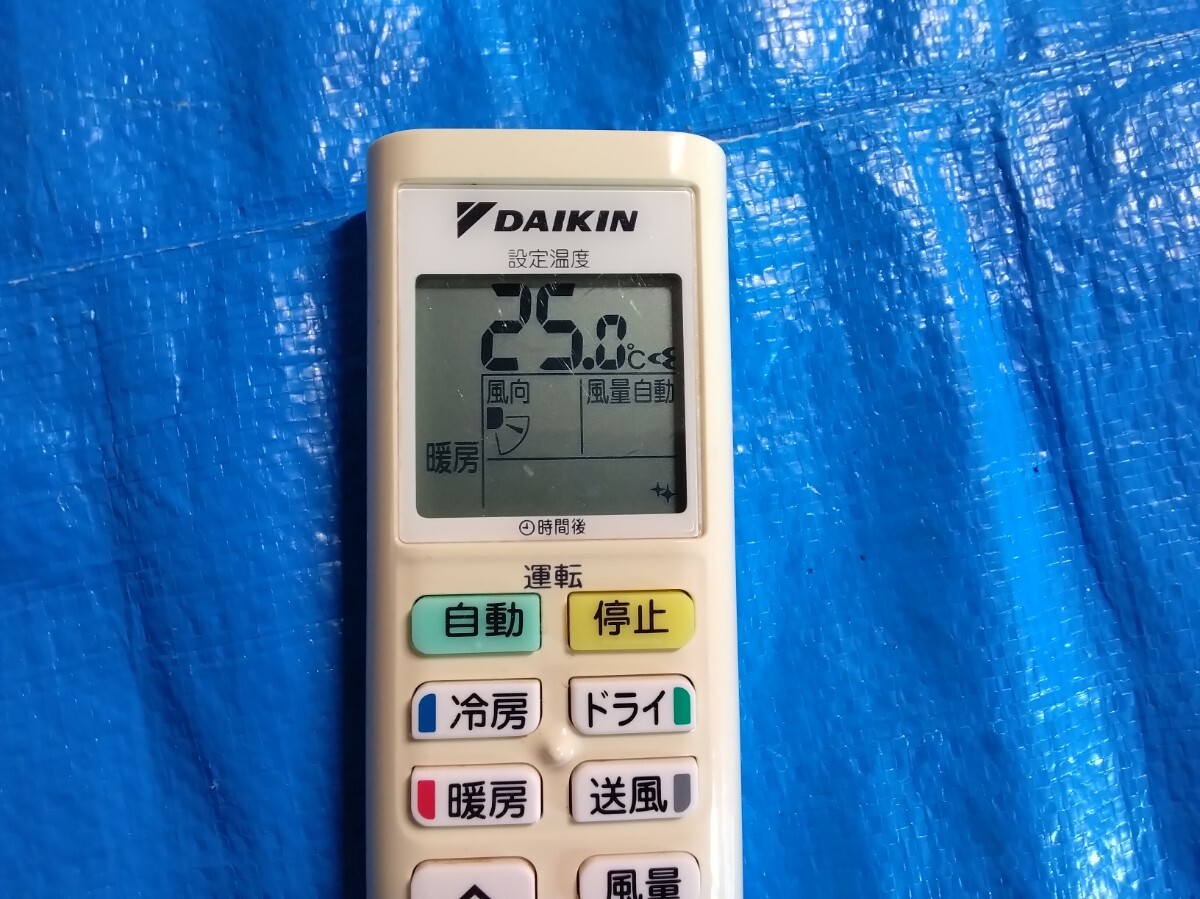 DAIKIN
設定温度
25.0℃
風向 風量自動
暖房
時間後
運転
自動 停止
冷房 ドライ
暖房 送風
風量